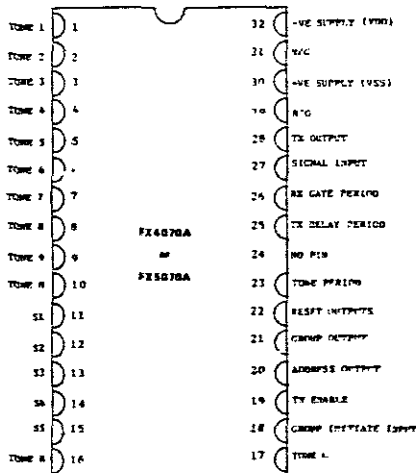 TONE 1 1
TONE 2 2
TONE 3 3
TONE 4 4
TONE 5 5
TONE 6
TONE 7 7
TONE 8 8
TONE 9 9
TONE 10
S1 11
S2 12
S3 13
S4 14
S5 15
TONE R 16
FX4070A
OR
FX5070A
32 -VE SUPPLY (VDD)
31 N/C
30 -VE SUPPLY (VSS)
29 N/C
28 TX OUTPUT
27 SIGNAL INPUT
26 RX GATE PERIOD
25 TX DELAY PERIOD
24 NO PIN
23 TONE PERIOD
22 RESET OUTPUTS
21 GROUP OUTPUT
20 ADDRESS OUTPUT
19 TX ENABLE
18 GROUP INITIATE INPUT
17 TONE